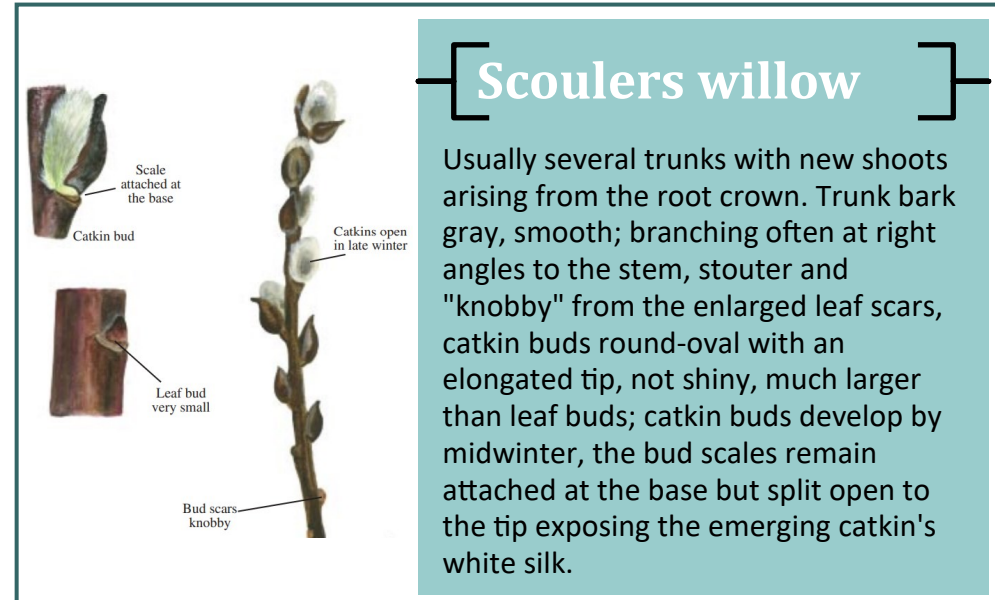 Scoulers willow
Usually several trunks with new shoots
arising from the root crown. Trunk bark
gray, smooth; branching often at right
angles to the stem, stouter and
"knobby" from the enlarged leaf scars,
catkin buds round-oval with an
elongated tip, not shiny, much larger
than leaf buds; catkin buds develop by
midwinter, the bud scales remain
attached at the base but split open to
the tip exposing the emerging catkin's
white silk.
Scale
attached at
the base
Catkin bud
Catkins open
in late winter
Leaf bud
very small
Bud scars
knobby